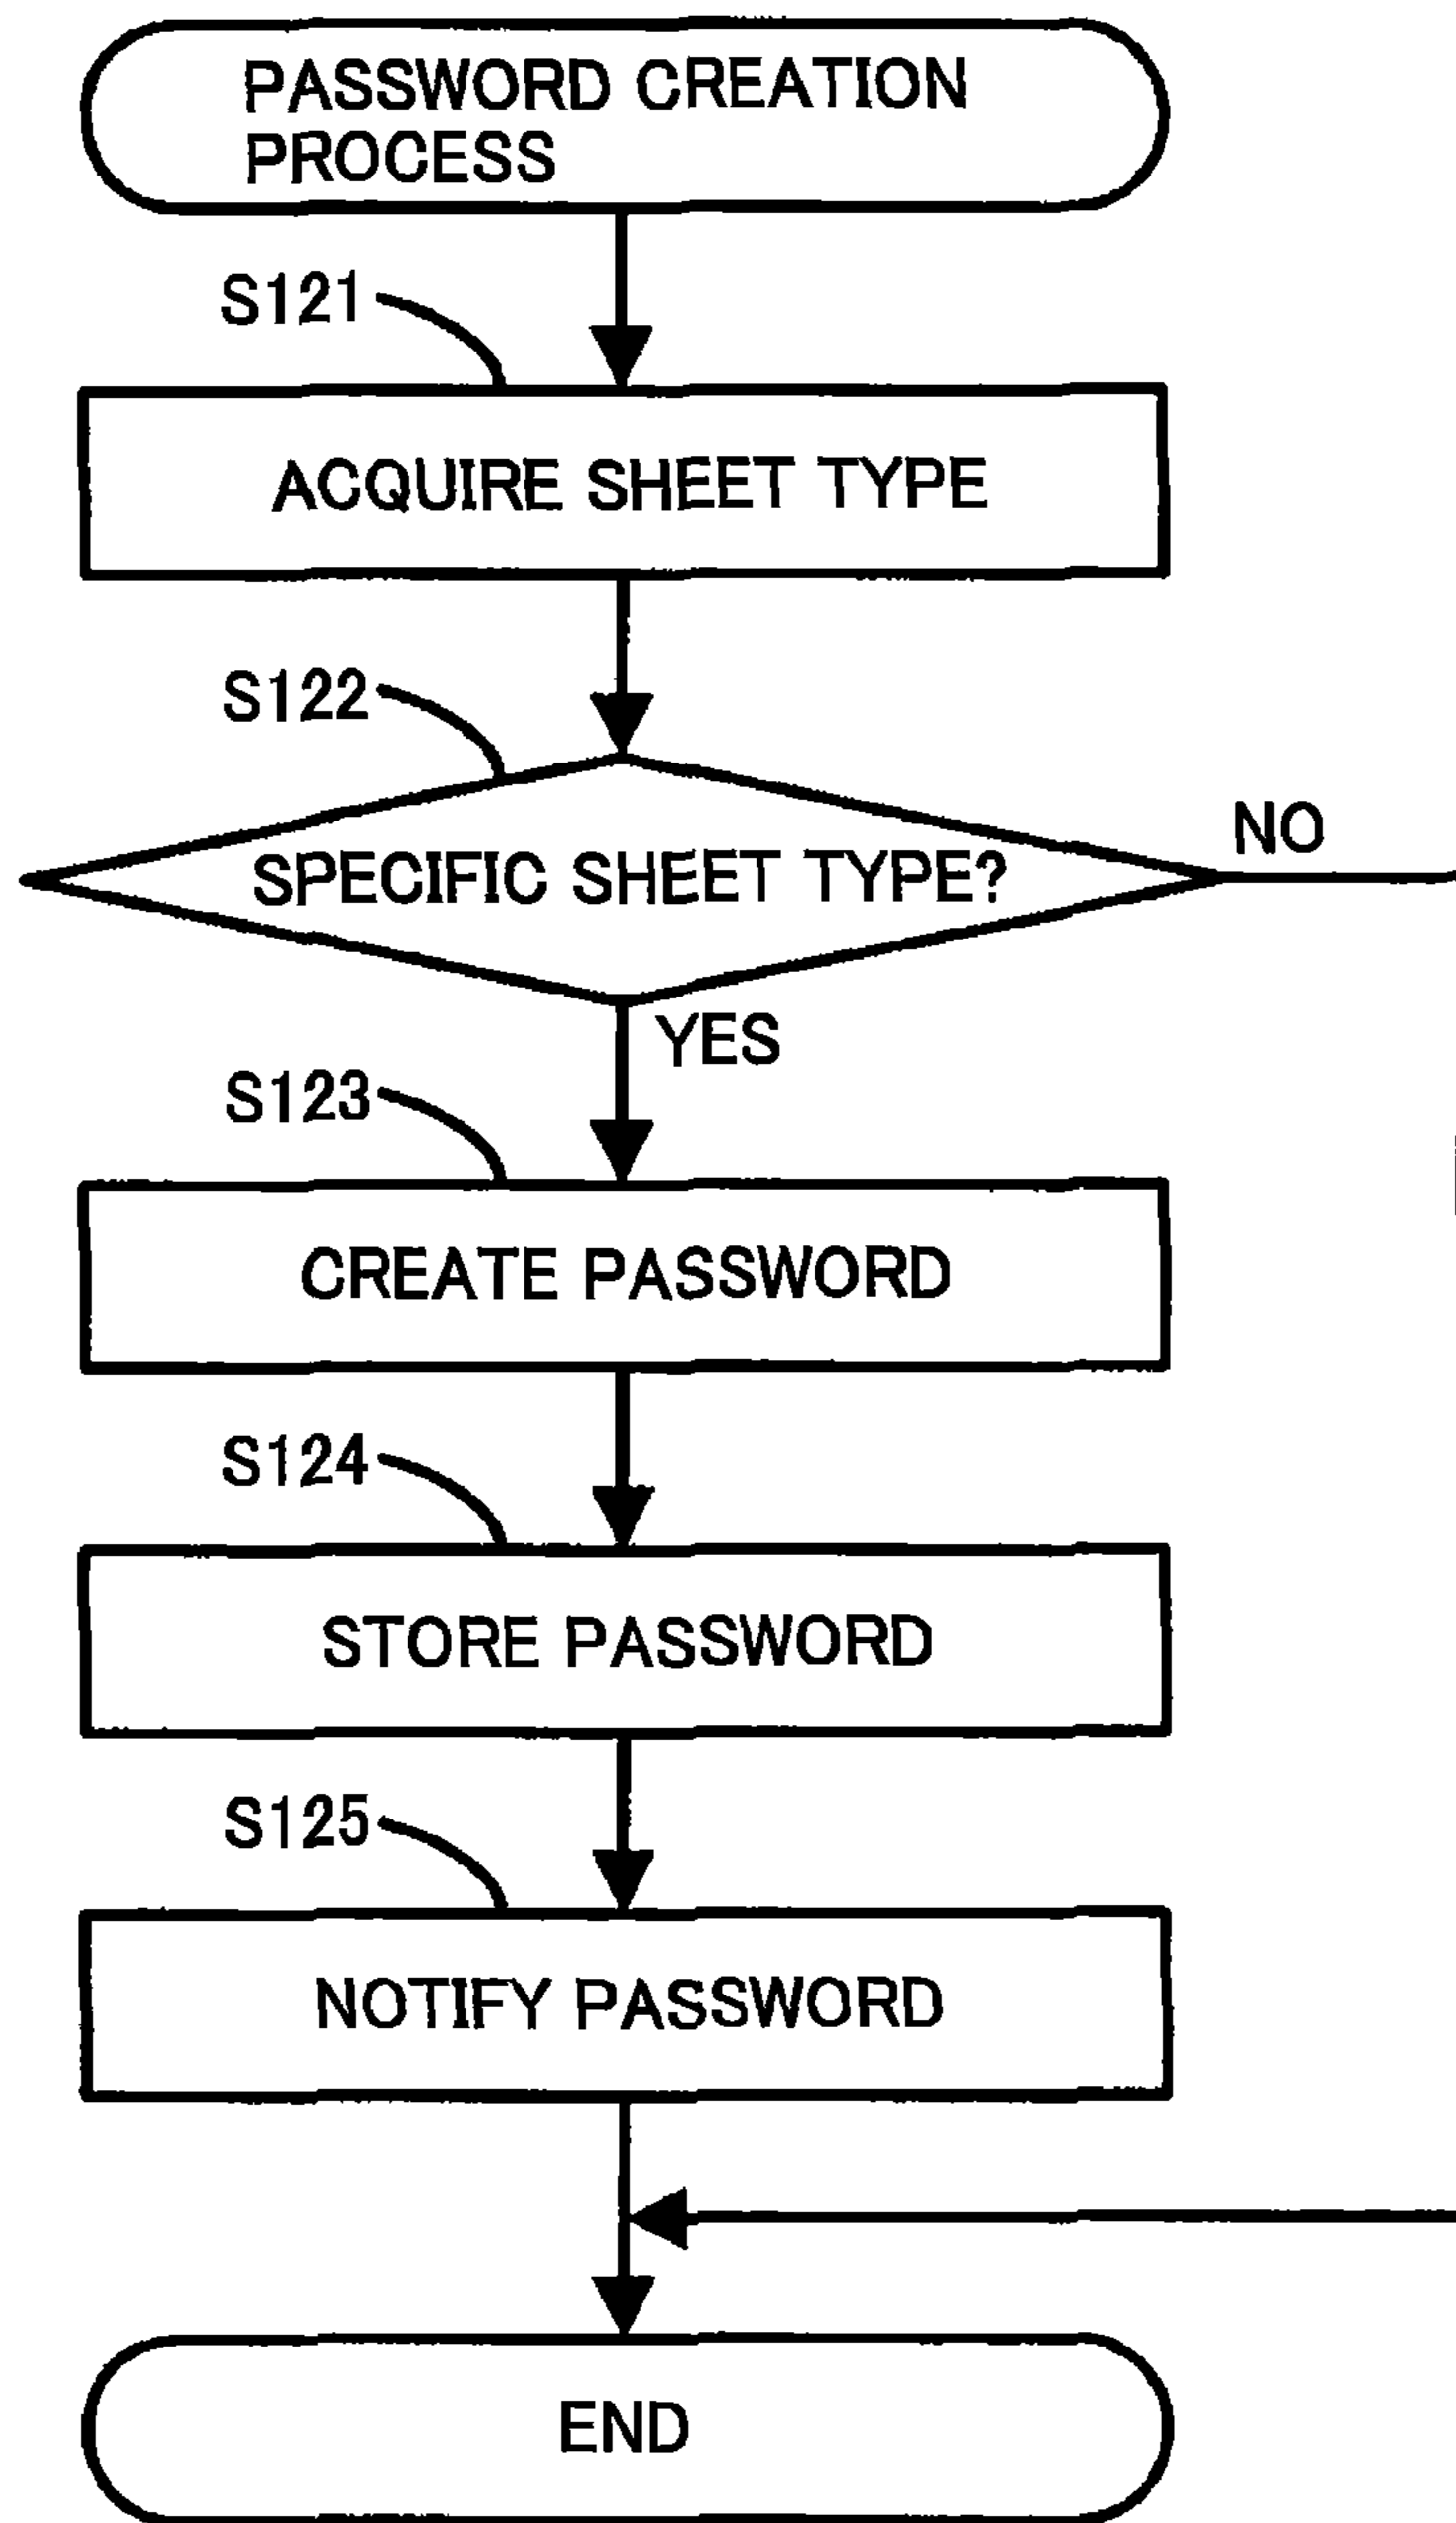 PASSWORD CREATION
PROCESS
S121
ACQUIRE SHEET TYPE
S122
NO
SPECIFIC SHEET TYPE?
YES
S123
CREATE PASSWORD
S124
STORE PASSWORD
S125
NOTIFY PASSWORD
END